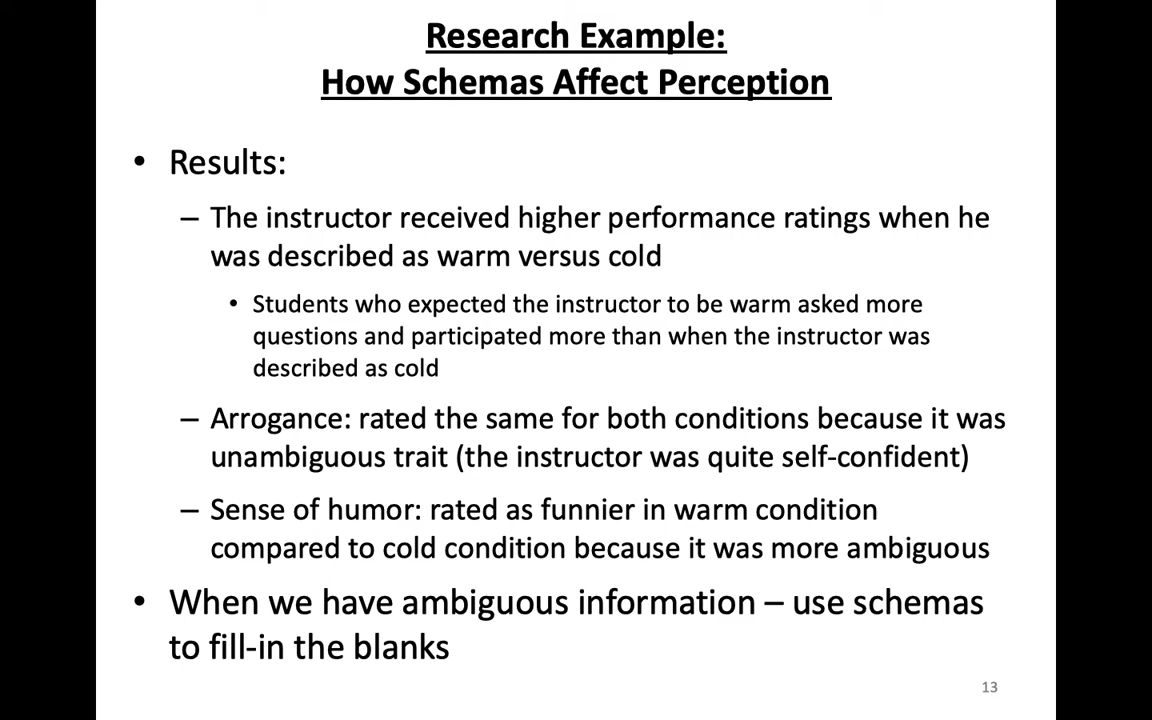 Research Example:
How Schemas Affect Perception
• Results:
– The instructor received higher performance ratings when he
was described as warm versus cold
• Students who expected the instructor to be warm asked more
questions and participated more than when the instructor was
described as cold
– Arrogance: rated the same for both conditions because it was
unambiguous trait (the instructor was quite self-confident)
– Sense of humor: rated as funnier in warm condition
compared to cold condition because it was more ambiguous
• When we have ambiguous information – use schemas
to fill-in the blanks
13